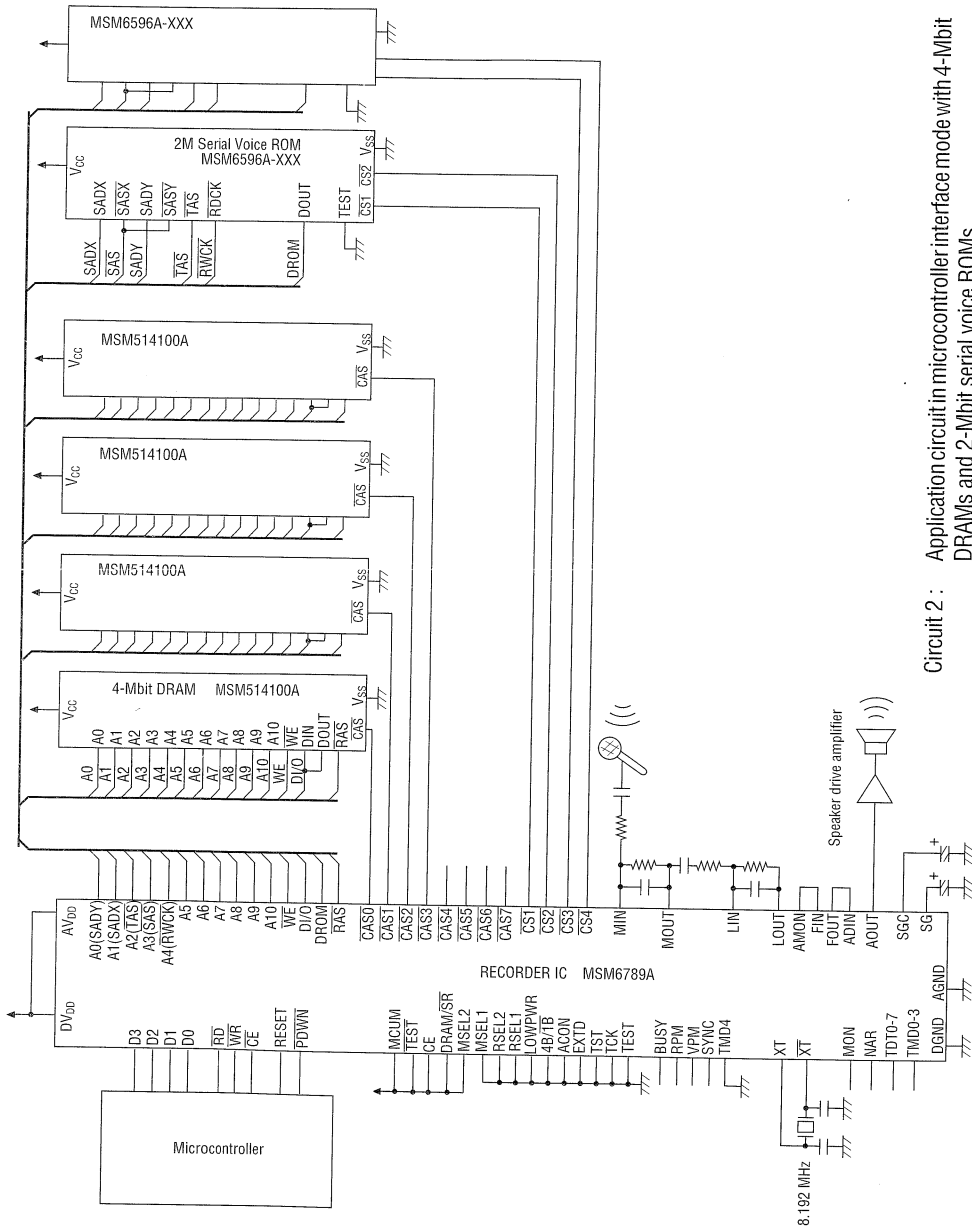 MSM6596A-XXX
VCC
2M Serial Voice ROM
MSM6596A-XXX
SADX
SASX
SADY
SASY
TAS
RDCK
DOUT
TEST
CS1
CS2
VSS
SADX
SAS
SADY
TAS
RWCK
DROM
VCC
MSM514100A
CAS
VSS
VCC
MSM514100A
CAS
VSS
VCC
MSM514100A
CAS
VSS
VCC
4-Mbit DRAM MSM514100A
A0
A1
A2
A3
A4
A5
A6
A7
A8
A9
A10
WE
DIN
DOUT
RAS
CAS
VSS
A0
A1
A2
A3
A4
A5
A6
A7
A8
A9
A10
WE
DI/O
AVDD
A0(SADY)
A1(SADX)
A2(TAS)
A3(SAS)
A4(RWCK)
A5
A6
A7
A8
A9
A10
WE
DI/O
DROM
RAS
CAS0
CAS1
CAS2
CAS3
CAS4
CAS5
CAS6
CAS7
CS1
CS2
CS3
CS4
MIN
MOUT
LIN
LOUT
AMON
FIN
FOUT
ADIN
AOUT
SGC
SG
+
+
Speaker drive amplifier
RECORDER IC MSM6789A
DVDD
D3
D2
D1
D0
RD
WR
CE
RESET
PDWN
MCUM
TEST
CE
DRAM/SR
MSEL2
MSEL1
RSEL2
RSEL1
LOWPWR
4B/1B
ACON
EXTD
TST
TCK
TEST
BUSY
RPM
VPM
SYNC
TMD4
XT
XT
MON
NAR
TDT0-7
TMD0-3
DGND
AGND
Microcontroller
8.192 MHz
Circuit 2 : Application circuit in microcontroller interface mode with 4-Mbit
DRAMs and 2-Mbit serial voice ROMs